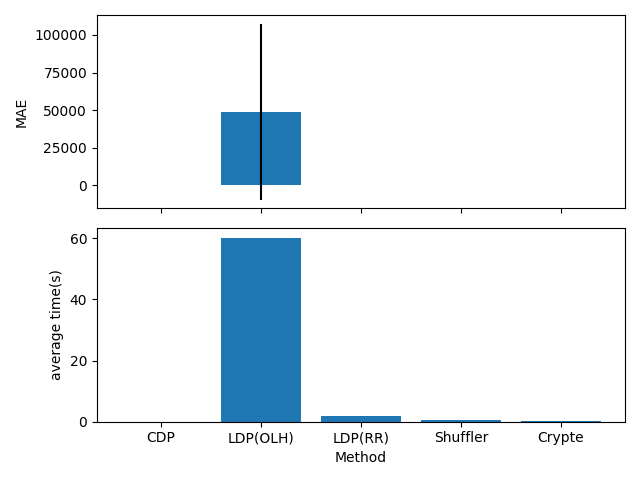 100000
75000
50000
25000
0
MAE
60
40
20
0
average time(s)
CDP LDP(OLH) LDP(RR) Shuffler Crypte
Method